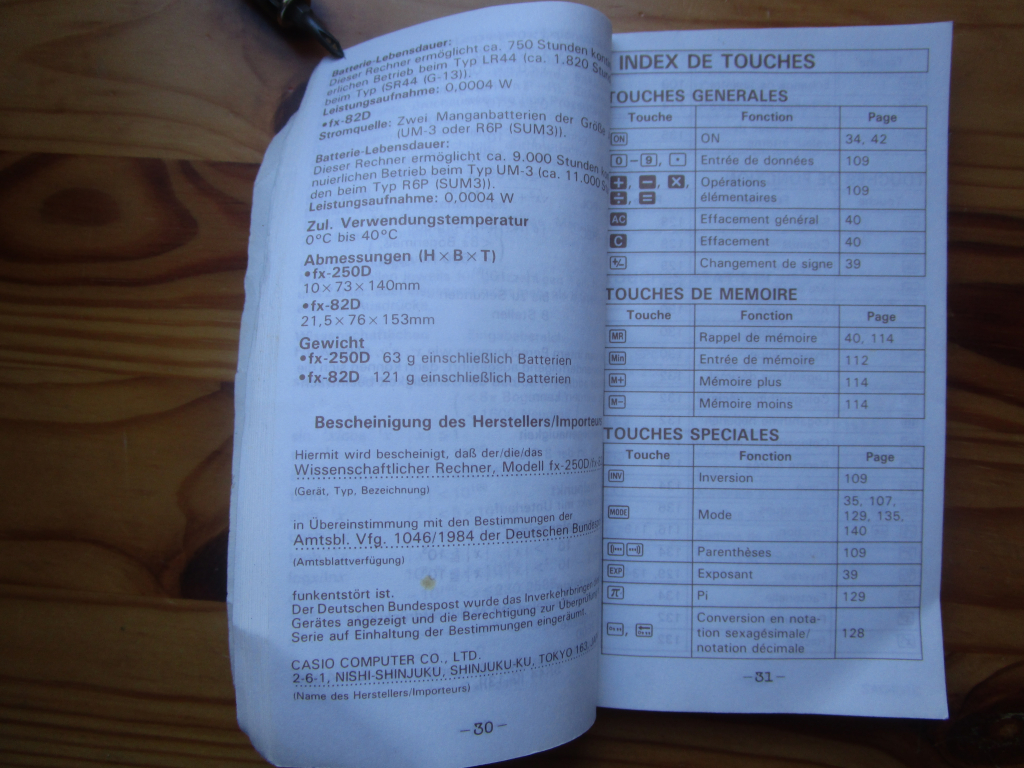 Batterie-Lebensdauer:
Dieser Rechner ermöglicht ca. 750 Stunden
erlichen Betrieb beim Typ LR44 (ca. 1.820
beim Typ (SR44 (G-13)).
Leistungsaufnahme: 0,0004 W
•fx-82D
Stromquelle: Zwei Manganbatterien der Größe
(UM-3 oder R6P (SUM3)).
Batterie-Lebensdauer:
Dieser Rechner ermöglicht ca. 9.000 Stunden
nuierlichen Betrieb beim Typ UM-3 (ca. 11.000
den beim Typ R6P (SUM3)).
Leistungsaufnahme: 0,0004 W
Zul. Verwendungstemperatur
0°C bis 40°C
Abmessungen (H×B×T)
•fx-250D
10×73×140mm
•fx-82D
21,5×76×153mm
Gewicht
•fx-250D 63 g einschließlich Batterien
•fx-82D 121 g einschließlich Batterien
Bescheinigung des Herstellers/Importeurs
Hiermit wird bescheinigt, daß der/die/das
Wissenschaftlicher Rechner, Modell fx-250D/
(Gerät, Typ, Bezeichnung)
in Übereinstimmung mit den Bestimmungen der
Amtsbl. Vfg. 1046/1984 der Deutschen
(Amtsblattverfügung)
funkentstört ist.
Der Deutschen Bundespost wurde das Inverkehrbringen
Gerätes angezeigt und die Berechtigung zur Überprüfung
Serie auf Einhaltung der Bestimmungen eingeräumt.
CASIO COMPUTER CO., LTD.
2-6-1, NISHI-SHINJUKU, SHINJUKU-KU, TOKYO 163
(Name des Herstellers/Importeurs)
—30—
INDEX DE TOUCHES
TOUCHES GENERALES
Touche Fonction Page
ON ON 34, 42
0 – 9, • Entrée de données 109
+, −, ×, Opérations
÷, = élémentaires 109
AC Effacement général 40
C Effacement 40
+/− Changement de signe 39
TOUCHES DE MEMOIRE
Touche Fonction Page
MR Rappel de mémoire 40, 114
Min Entrée de mémoire 112
M+ Mémoire plus 114
M− Mémoire moins 114
TOUCHES SPECIALES
Touche Fonction Page
INV Inversion 109
MODE Mode 35, 107,
129, 135,
140
[(--- ---)] Parenthèses 109
EXP Exposant 39
π Pi 129
Conversion en nota-
tion sexagésimale/ 128
notation décimale
—31—